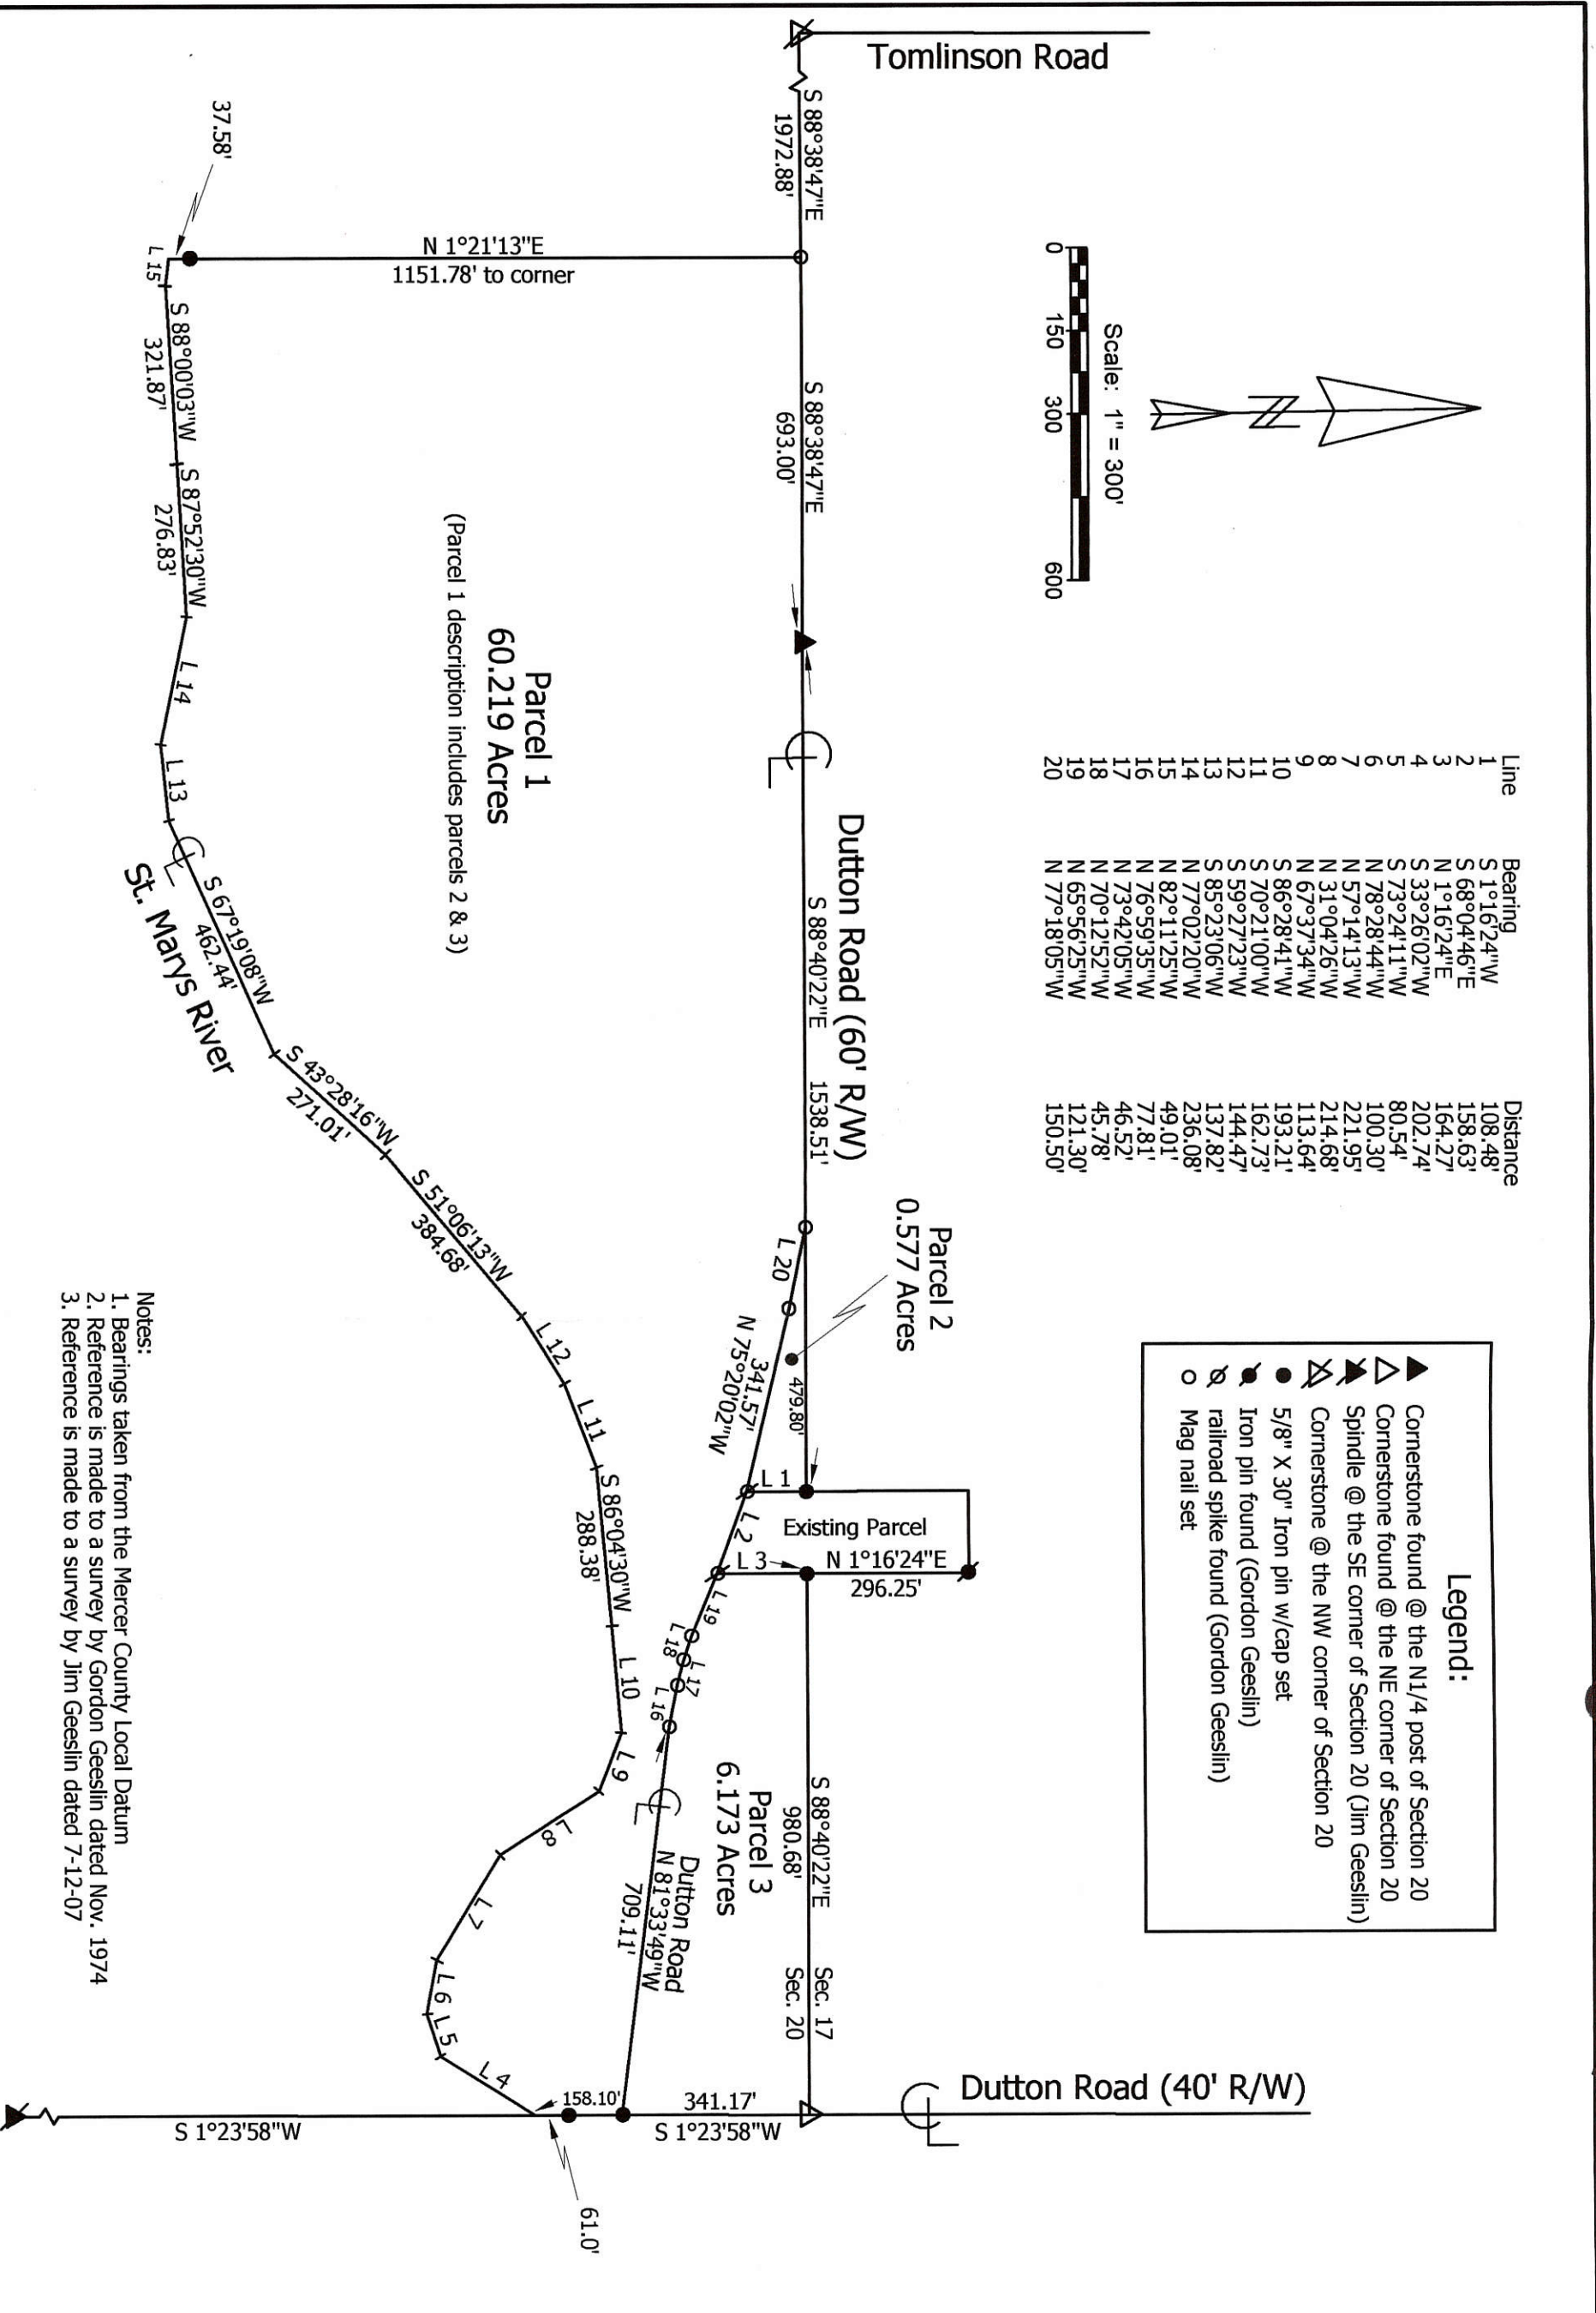 Line Bearing Distance
1 S 1°16'24"W 108.48'
2 S 68°04'46"E 158.63'
3 N 1°16'24"E 164.27'
4 S 33°26'02"W 202.74'
5 S 73°24'11"W 80.54'
6 N 78°28'44"W 100.30'
7 N 57°14'13"W 221.95'
8 N 31°04'26"W 214.68'
9 N 67°37'34"W 113.64'
10 S 86°28'41"W 193.21'
11 S 70°21'00"W 162.73'
12 S 59°27'23"W 144.47'
13 S 85°23'06"W 137.82'
14 N 77°02'20"W 236.08'
15 N 82°11'25"W 49.01'
16 N 76°59'35"W 77.81'
17 N 73°42'05"W 46.52'
18 N 70°12'52"W 45.78'
19 N 65°56'25"W 121.30'
20 N 77°18'05"W 150.50'
Legend:
Cornerstone found @ the N1/4 post of Section 20
Cornerstone found @ the NE corner of Section 20
Spindle @ the SE corner of Section 20 (Jim Geeslin)
Cornerstone @ the NW corner of Section 20
5/8" X 30" Iron pin w/cap set
Iron pin found (Gordon Geeslin)
railroad spike found (Gordon Geeslin)
Mag nail set
N
Scale: 1" = 300'
0 150 300 600
Tomlinson Road
Dutton Road (40' R/W)
Parcel 2
0.577 Acres
Dutton Road (60' R/W)
S 88°38'47"E
1972.88'
S 88°38'47"E
693.00'
CL
S 88°40'22"E 1538.51'
479.80'
Existing Parcel
N 1°16'24"E
296.25'
S 88°40'22"E
980.68'
Sec. 17
Sec. 20
CL
L 20
341.57'
N 75°20'02"W
L 1
L 2
L 3
L 19
L 18
L 17
L 16
Parcel 3
6.173 Acres
CL
Dutton Road
N 81°33'49"W
709.11'
341.17'
S 1°23'58"W
158.10'
61.0'
S 1°23'58"W
N 1°21'13"E
1151.78' to corner
Parcel 1
60.219 Acres
(Parcel 1 description includes parcels 2 & 3)
37.58'
L 15
S 88°00'03"W
321.87'
S 87°52'30"W
276.83'
L 14
L 13
CL
St. Marys River
S 67°19'08"W
462.44'
S 43°28'16"W
271.01'
S 51°06'13"W
384.68'
L 12
L 11
S 86°04'30"W
288.38'
L 10
L 9
L 8
L 7
L 6
L 5
L 4
Notes:
1. Bearings taken from the Mercer County Local Datum
2. Reference is made to a survey by Gordon Geeslin dated Nov. 1974
3. Reference is made to a survey by Jim Geeslin dated 7-12-07